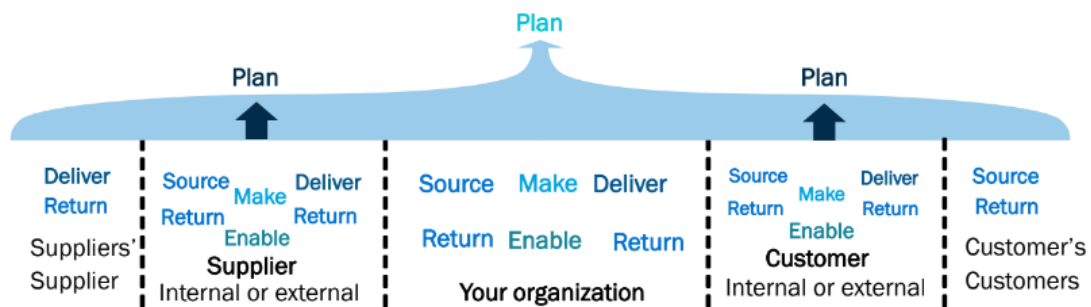 Plan
Plan
Plan
Deliver
Return
Suppliers'
Supplier
Source Make Deliver
Return Return
Enable
Supplier
Internal or external
Source Make Deliver
Return Enable Return
Your organization
Source Make Deliver
Return Return
Enable
Customer
Internal or external
Source
Return
Customer's
Customers